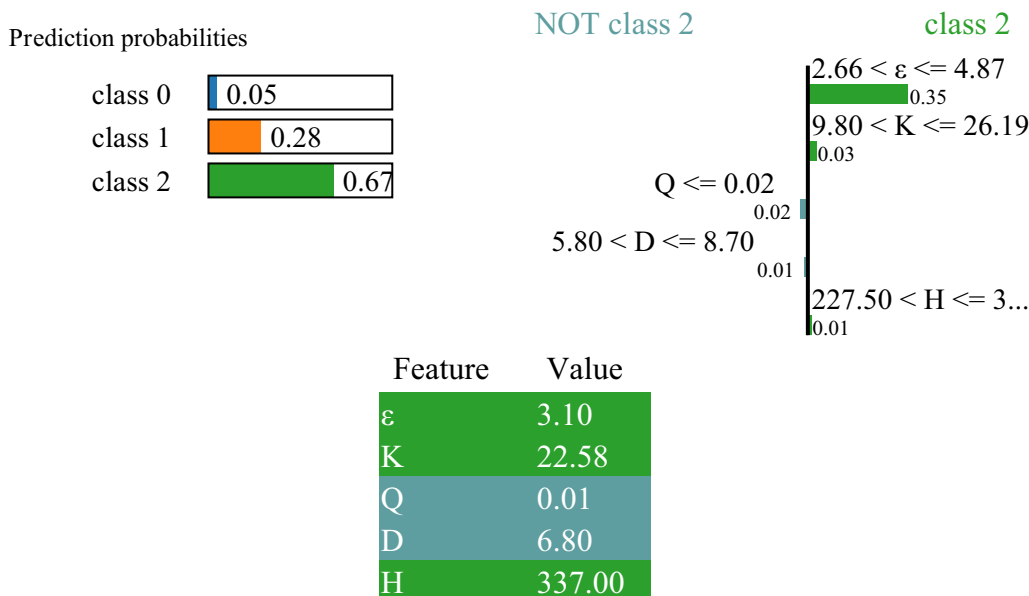 Prediction probabilities
class 0 0.05
class 1 0.28
class 2 0.67
NOT class 2 class 2
2.66 < ε <= 4.87
0.35
9.80 < K <= 26.19
0.03
Q <= 0.02
0.02
5.80 < D <= 8.70
0.01
227.50 < H <= 3...
0.01
Feature Value
ε 3.10
K 22.58
Q 0.01
D 6.80
H 337.00